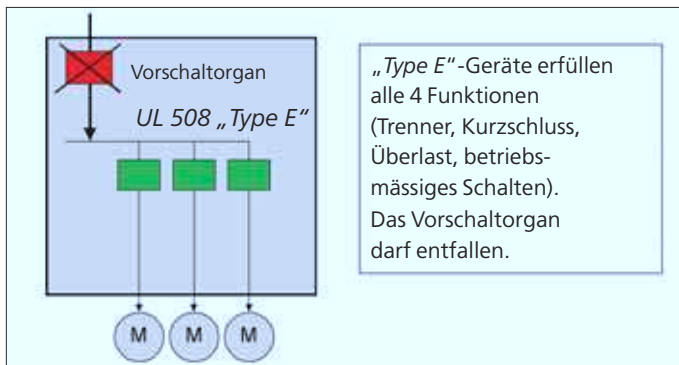 Vorschaltorgan
UL 508 „Type E“
M M M
„Type E“-Geräte erfüllen
alle 4 Funktionen
(Trenner, Kurzschluss,
Überlast, betriebs-
mässiges Schalten).
Das Vorschaltorgan
darf entfallen.